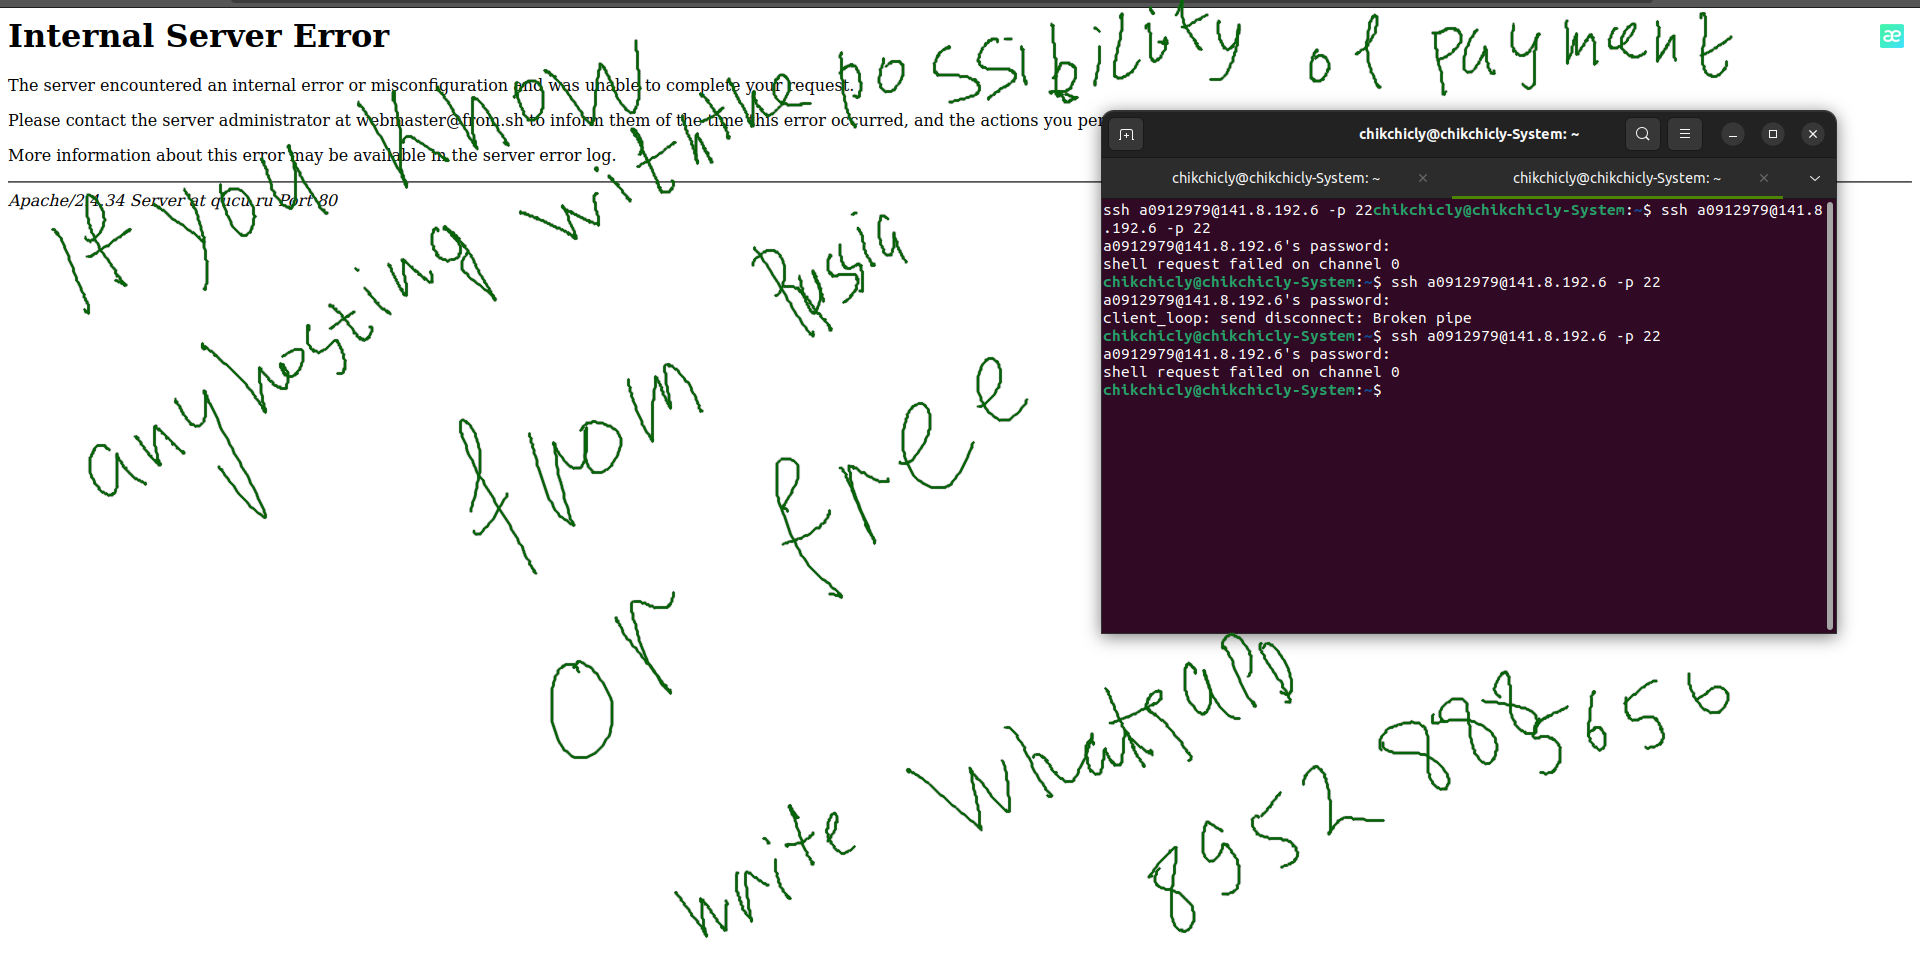 Internal Server Error
æ
The server encountered an internal error or misconfiguration and was unable to complete your request.
Please contact the server administrator at webmaster@from.sh to inform them of the time this error occurred, and the actions you per
More information about this error may be available in the server error log.
Apache/2.4.34 Server at qucu.ru Port 80
If you know
any hosting with the possibility of payment
from Russia
or free
write WhatsApp
8952 8885656
chikchicly@chikchicly-System: ~
chikchicly@chikchicly-System: ~
chikchicly@chikchicly-System: ~
ssh a0912979@141.8.192.6 -p 22chikchicly@chikchicly-System:~$ ssh a0912979@141.8
.192.6 -p 22
a0912979@141.8.192.6's password:
shell request failed on channel 0
chikchicly@chikchicly-System:~$ ssh a0912979@141.8.192.6 -p 22
a0912979@141.8.192.6's password:
client_loop: send disconnect: Broken pipe
chikchicly@chikchicly-System:~$ ssh a0912979@141.8.192.6 -p 22
a0912979@141.8.192.6's password:
shell request failed on channel 0
chikchicly@chikchicly-System:~$